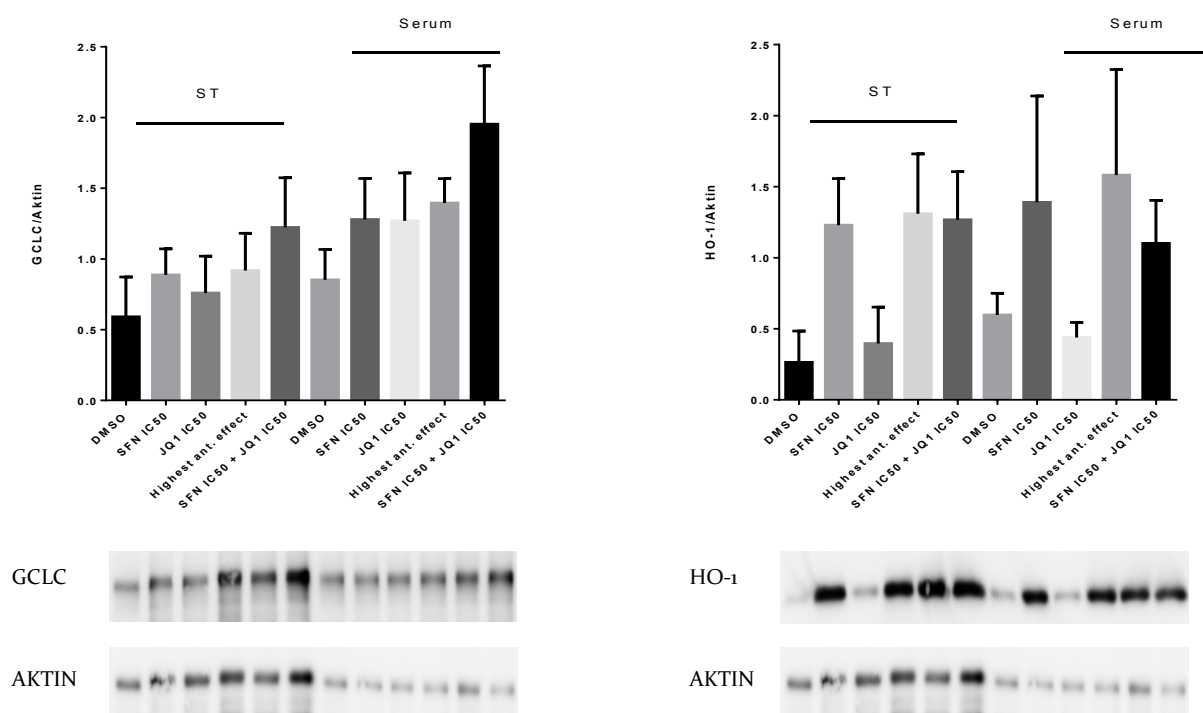 Serum
ST
GCLC/Aktin
2.5
2.0
1.5
1.0
0.5
0.0
DMSO
SFN IC50
JQ1 IC50
Highest ant. effect
SFN IC50 + JQ1 IC50
DMSO
SFN IC50
JQ1 IC50
Highest ant. effect
SFN IC50 + JQ1 IC50
GCLC
AKTIN
Serum
ST
HO-1/Aktin
2.5
2.0
1.5
1.0
0.5
0.0
DMSO
SFN IC50
JQ1 IC50
Highest ant. effect
SFN IC50 + JQ1 IC50
DMSO
SFN IC50
JQ1 IC50
Highest ant. effect
SFN IC50 + JQ1 IC50
HO-1
AKTIN